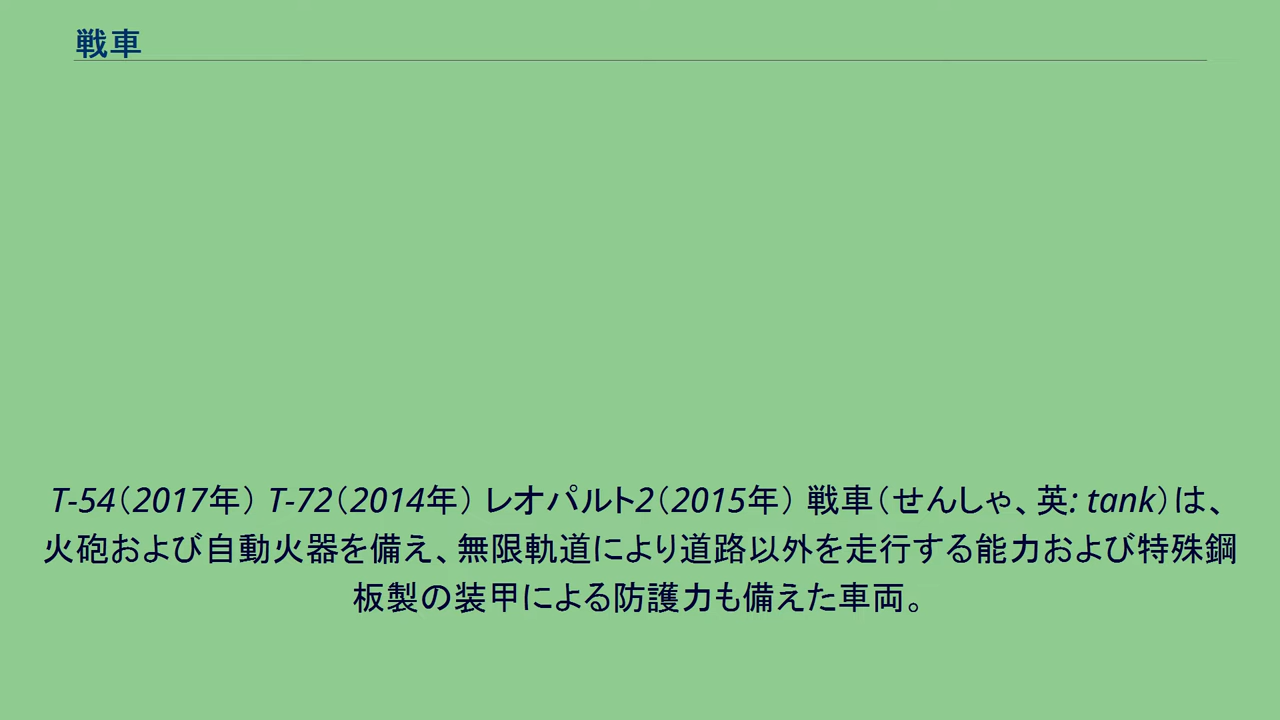 戦車
T-54（2017年） T-72（2014年） レオパルト2（2015年） 戦車（せんしゃ、英: tank）は、
火砲および自動火器を備え、無限軌道により道路以外を走行する能力および特殊鋼
板製の装甲による防護力も備えた車両。